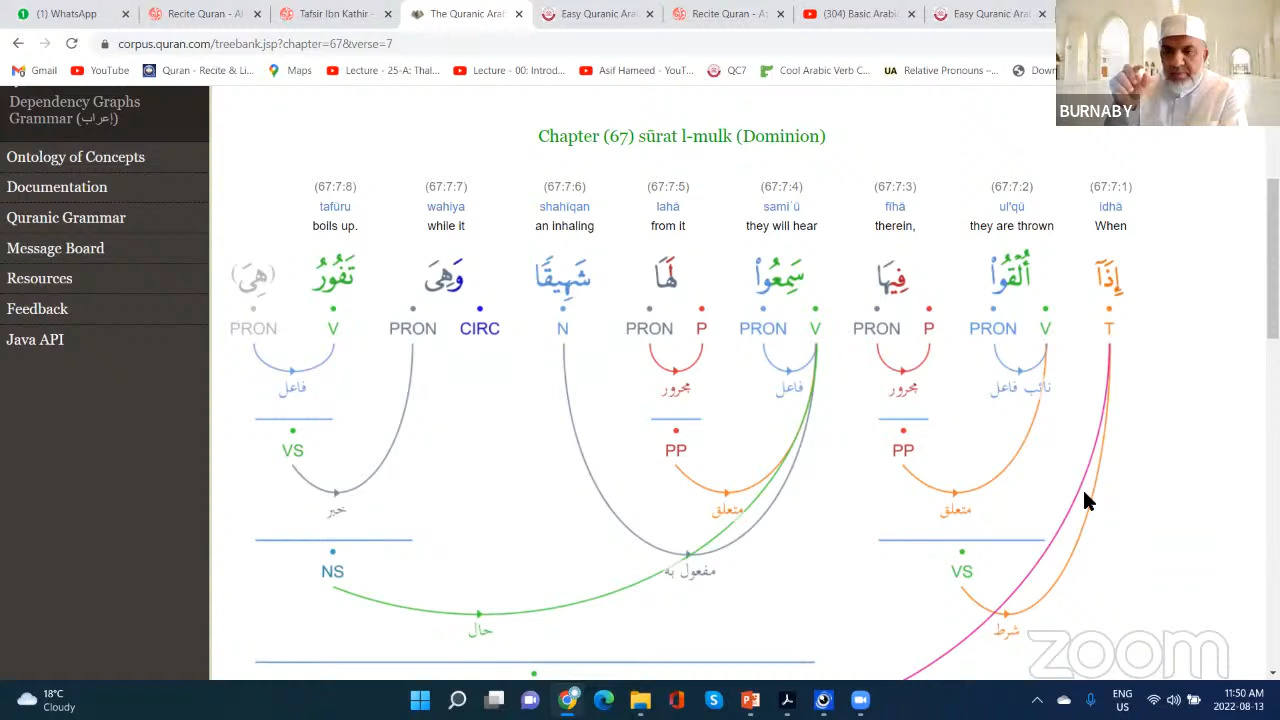 WhatsApp
Recite Quran - Al
Tafsir Ibn Kathir -
The Quranic Arab
Easy Quranic Arab
Recite Quran - A
(304) Basic Arabi
Easy Quranic Arab
corpus.quran.com/treebank.jsp?chapter=67&verse=7
Gmail
YouTube
Quran - Recite & Li...
Maps
Lecture - 25-A: Thal...
Lecture - 00: Introd...
Asif Hameed - YouT...
QC7
Cool Arabic Verb C...
UA Relative Pronouns –...
Down
BURNABY
Dependency Graphs
Grammar (إعراب)
Ontology of Concepts
Documentation
Quranic Grammar
Message Board
Resources
Feedback
Java API
Chapter (67) sūrat l-mulk (Dominion)
(67:7:8) (67:7:7) (67:7:6) (67:7:5) (67:7:4) (67:7:3) (67:7:2) (67:7:1)
tafūru wahiya shahīqan lahā samiʿū fīhā ul'qū idhā
boils up. while it an inhaling from it they will hear therein, they are thrown When
إِذَآ أُلْقُوا۟ فِيهَا سَمِعُوا۟ لَهَا شَهِيقًا وَهِىَ تَفُورُ (هِىَ)
PRON V PRON CIRC N PRON P PRON V PRON P PRON V T
فاعل مجرور فاعل مجرور نائب فاعل
VS PP PP
خبر متعلق متعلق
NS مفعول به VS
حال شرط
zoom
18°C
Cloudy
ENG
US
11:50 AM
2022-08-13